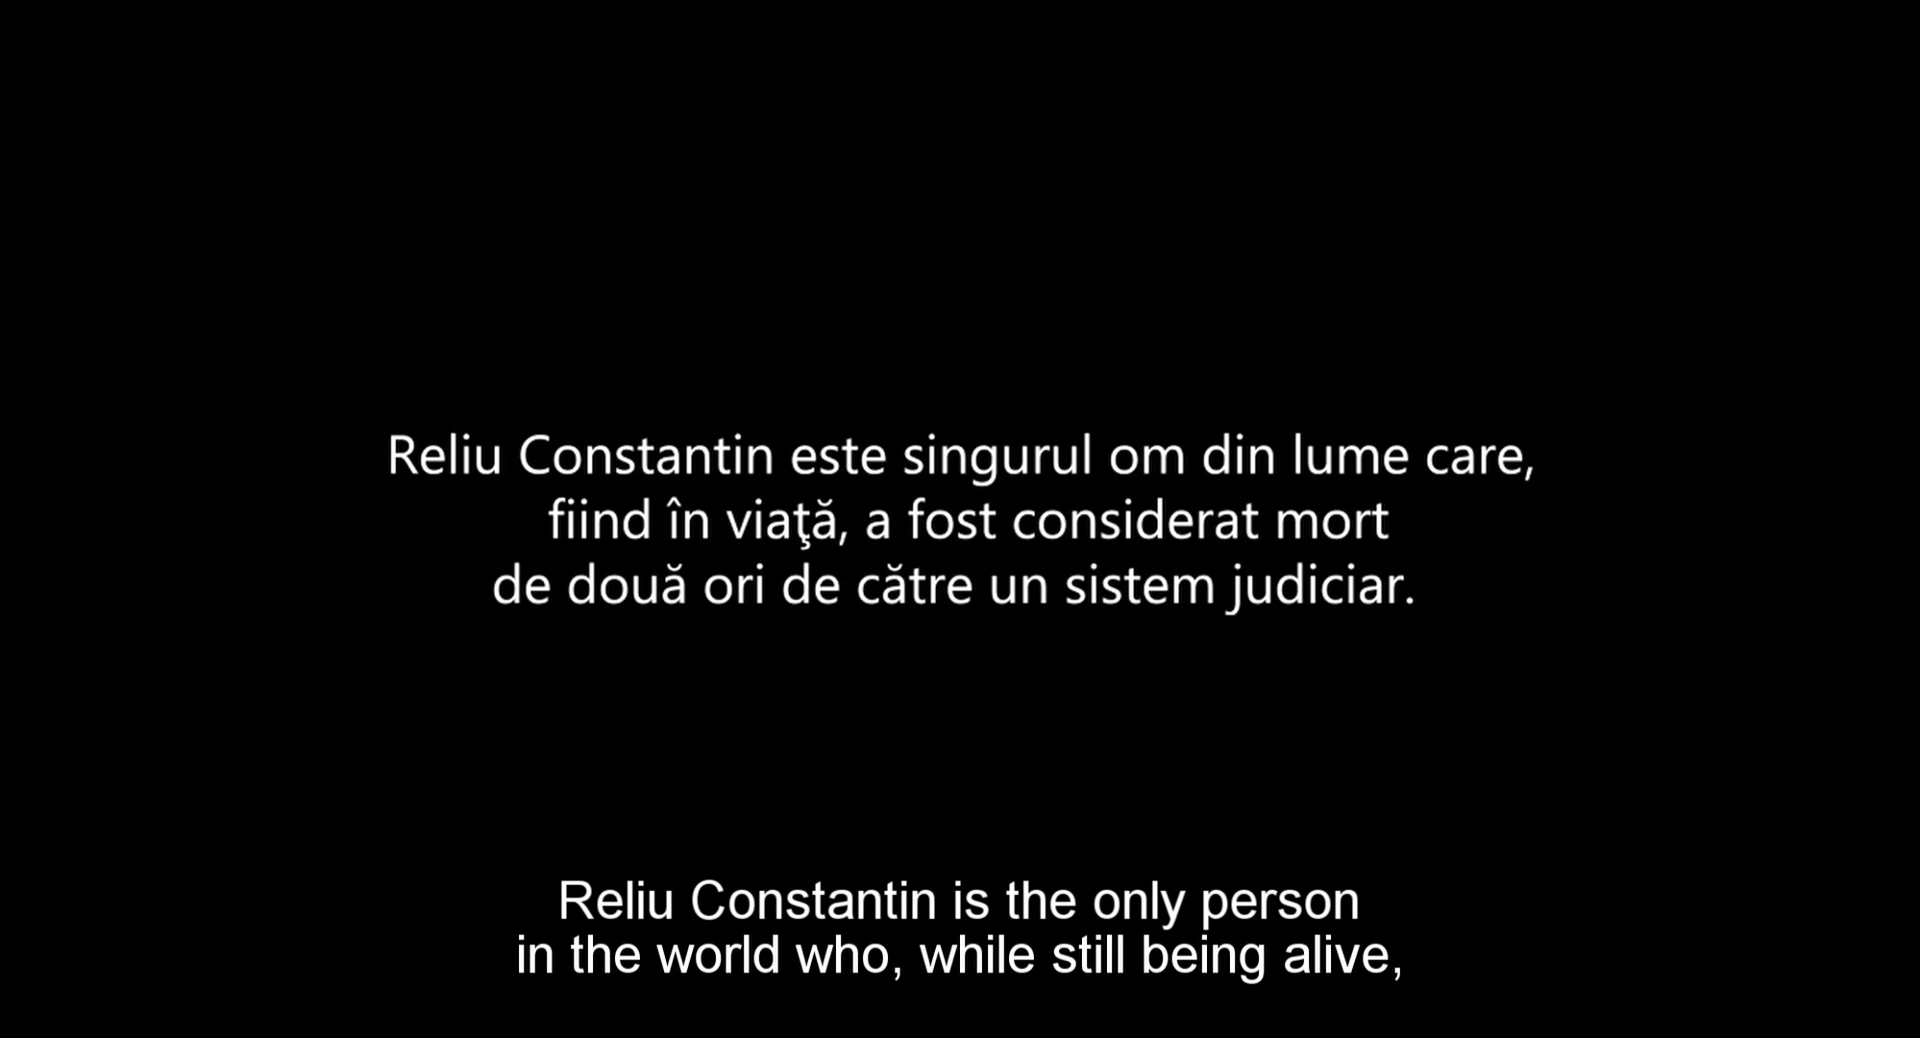 Reliu Constantin este singurul om din lume care,
fiind în viaţă, a fost considerat mort
de două ori de către un sistem judiciar.
Reliu Constantin is the only person
in the world who, while still being alive,